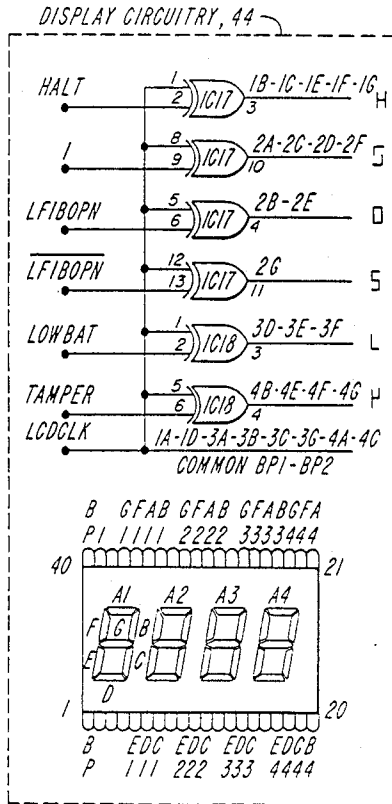 DISPLAY CIRCUITRY, 44
HALT 1 2 IC17 3 1B-1C-1E-1F-1G H
1 8 9 IC17 10 2A-2C-2D-2F S
LFIBOPN 5 6 IC17 4 2B-2E O
LFIBOPN 12 13 IC17 11 2G S
LOWBAT 1 2 IC18 3 3D-3E-3F L
TAMPER 5 6 IC18 4 4B-4E-4F-4G H
LCDCLK 1A-1D-3A-3B-3C-3G-4A-4C
COMMON BP1-BP2
B GFAB GFAB GFABGFA
P1 1111 2222 3333444
40 21
A1 A2 A3 A4
F G B
E C
D
1 20
B EDC EDC EDC EDCB
P 111 222 333 4444